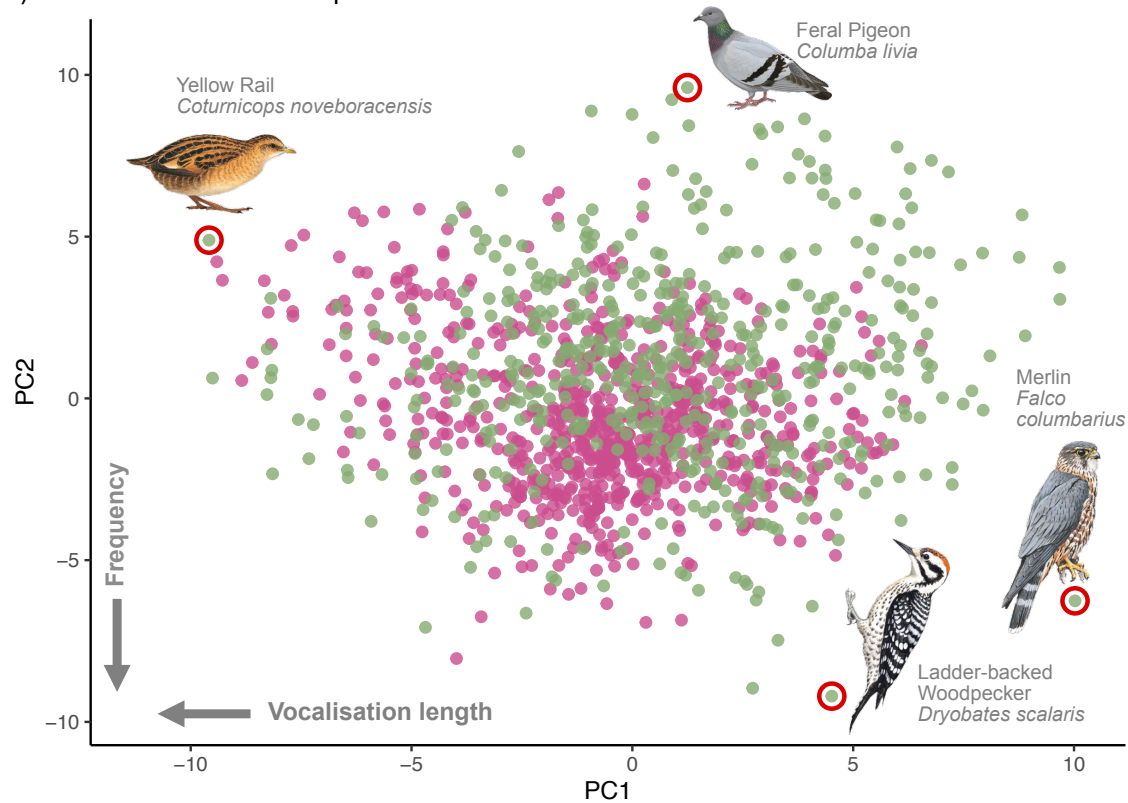 Feral Pigeon
Columba livia
Yellow Rail
Coturnicops noveboracensis
Merlin
Falco
columbarius
Ladder-backed
Woodpecker
Dryobates scalaris
Frequency
Vocalisation length
PC2
10
5
0
−5
−10
−10
−5
0
5
10
PC1